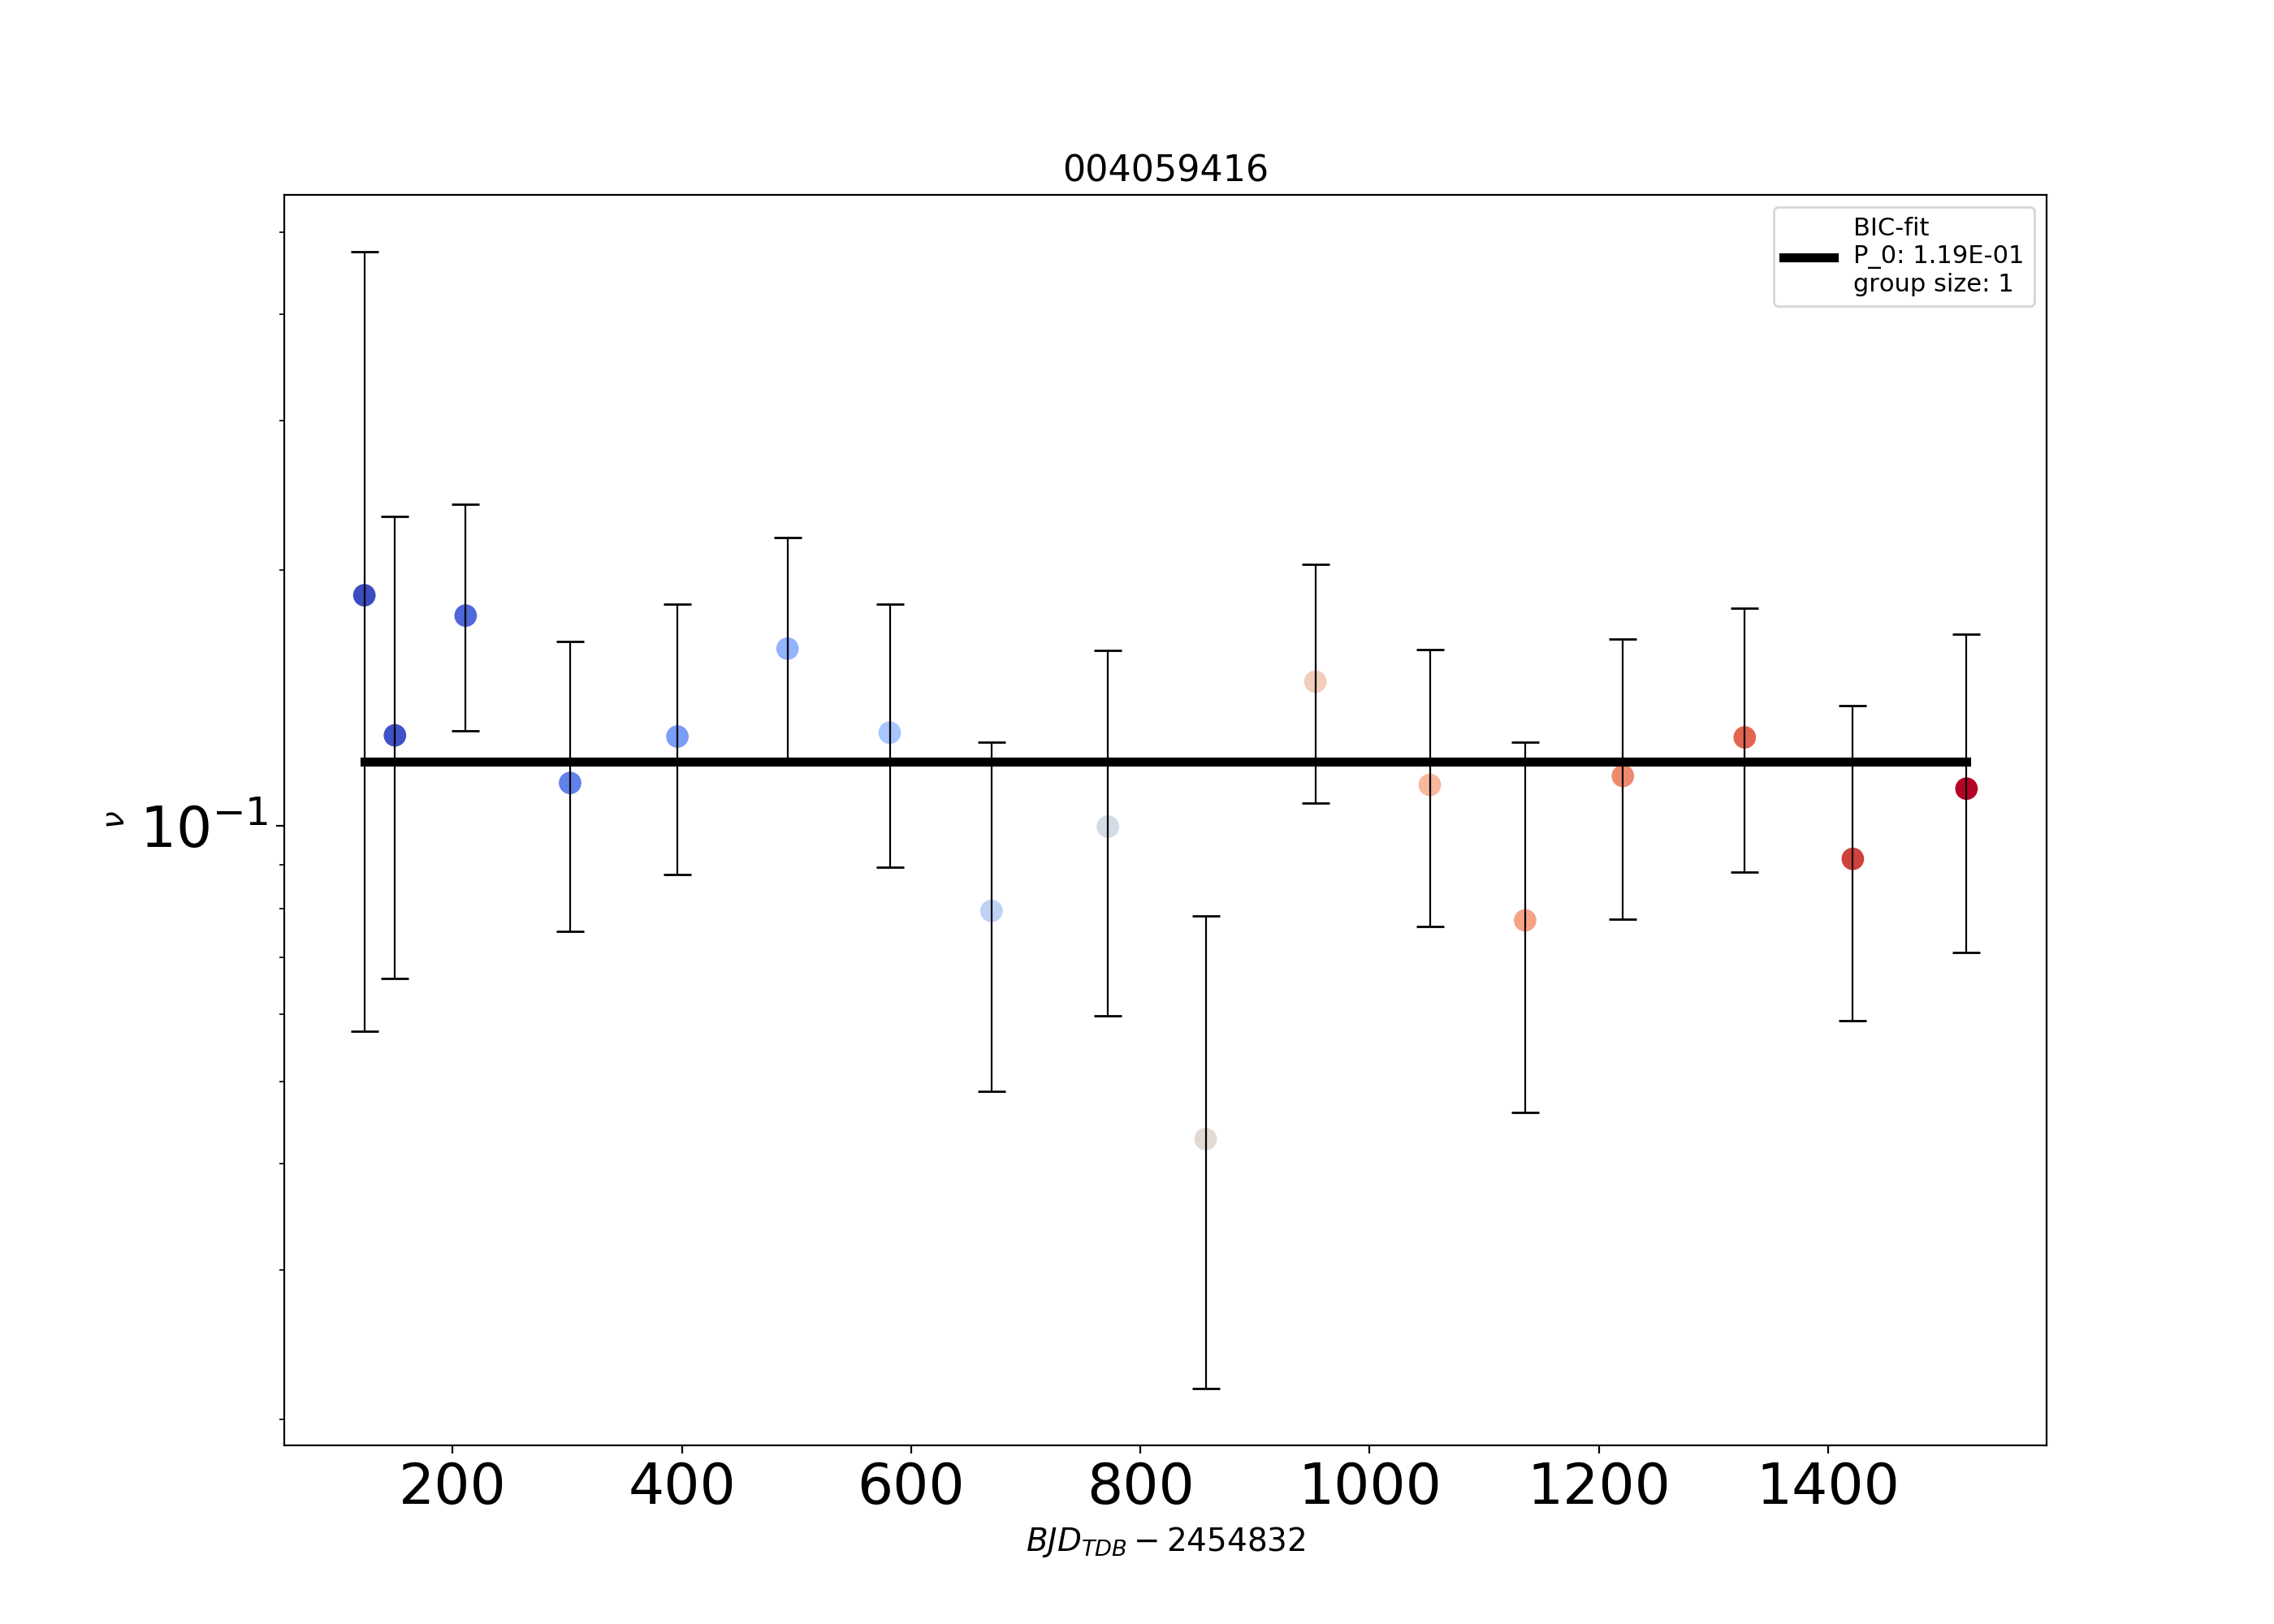 004059416
BIC-fit
P_0: 1.19E-01
group size: 1
ν
10⁻¹
200 400 600 800 1000 1200 1400
BJD_TDB − 2454832